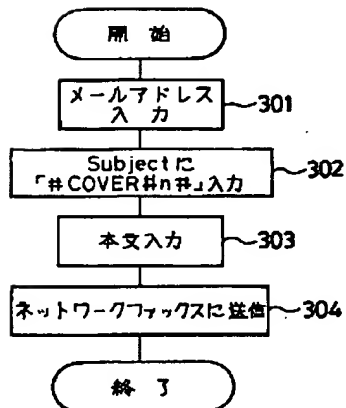 開始
メールアドレス
入力
301
Subjectに
「#COVER#n#」入力
302
本文入力
303
ネットワークファックスに送信
304
終了